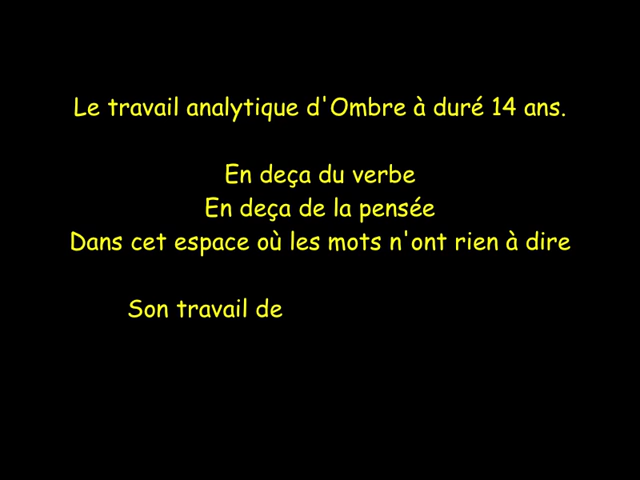 Le travail analytique d'Ombre à duré 14 ans.
En deça du verbe
En deça de la pensée
Dans cet espace où les mots n'ont rien à dire
Son travail de